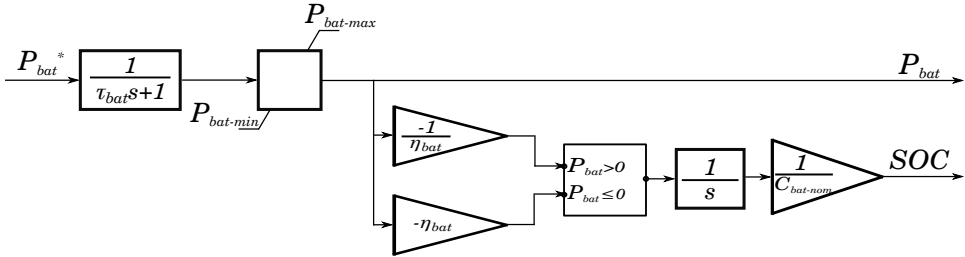 P_bat-max
P_bat*
1
τ_bat s+1
P_bat-min
P_bat
-1
η_bat
-η_bat
P_bat>0
P_bat≤0
1
s
1
C_bat-nom
SOC